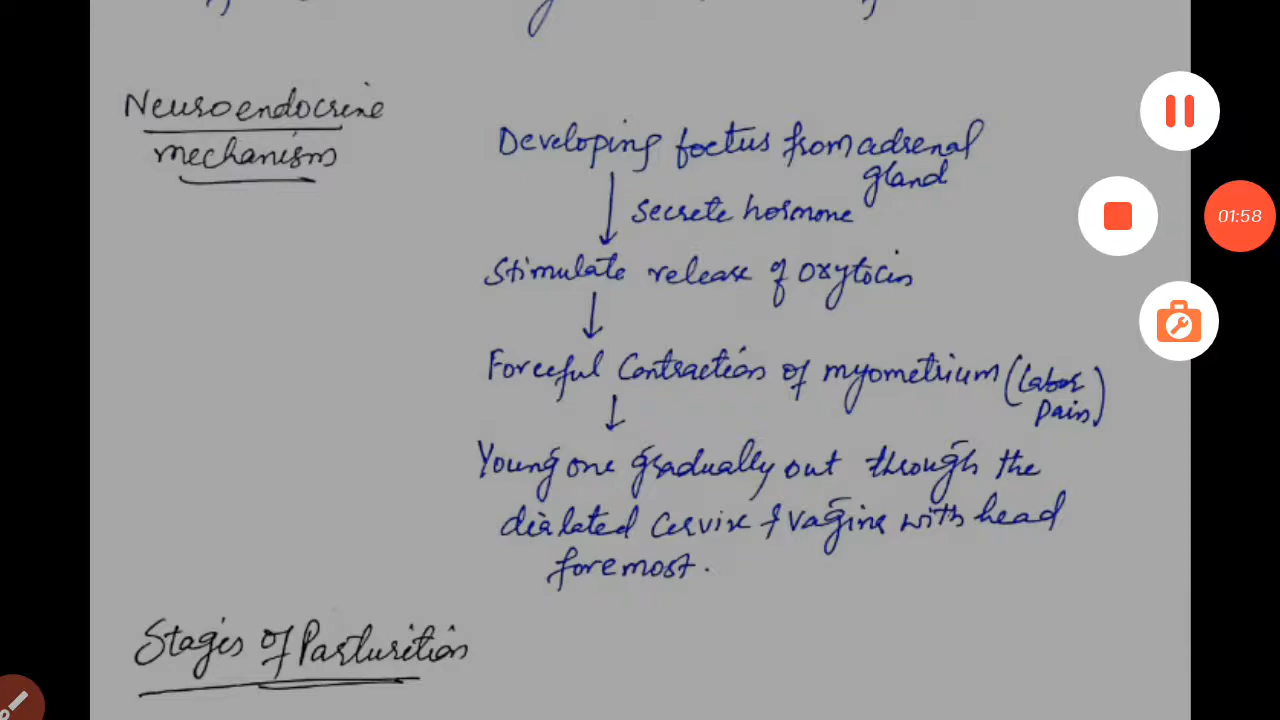 Neuroendocrine
mechanism
Developing foetus from adrenal
gland
secrete hormone
Stimulate release of oxytocin
Forceful Contraction of myometrium (Labor
Pain)
Young one gradually out through the
dialated Cervix & vagina with head
foremost.
Stages of Parturition
01:58